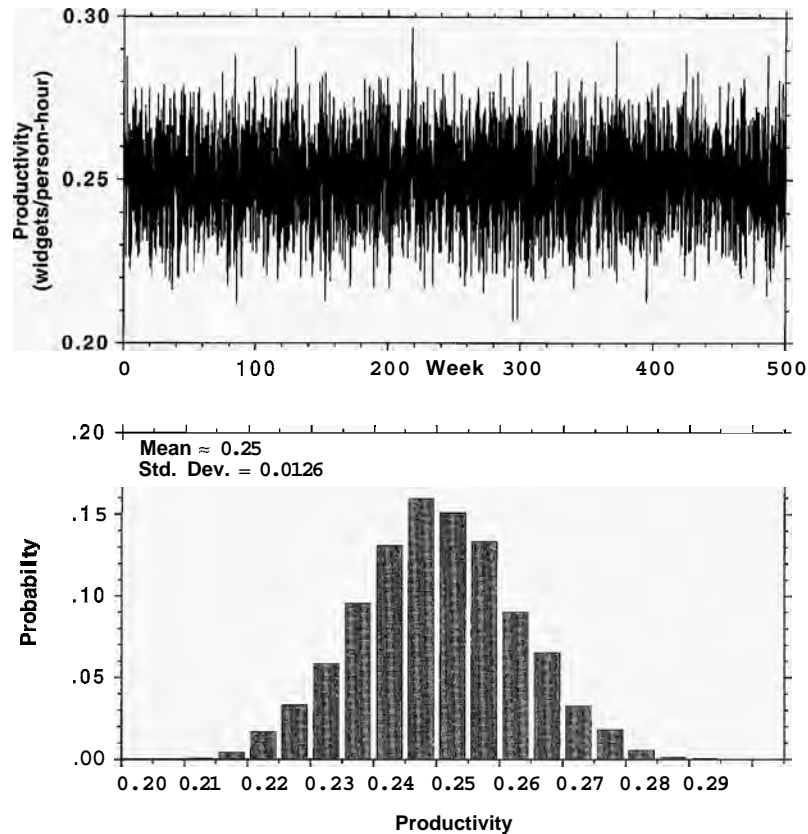 0.30
0.25
0.20
Productivity
(widgets/person-hour)
0 100 200 Week 300 400 500
.20
.15
.10
.05
.00
Mean ≈ 0.25
Std. Dev. = 0.0126
Probability
0.20 0.21 0.22 0.23 0.24 0.25 0.26 0.27 0.28 0.29
Productivity